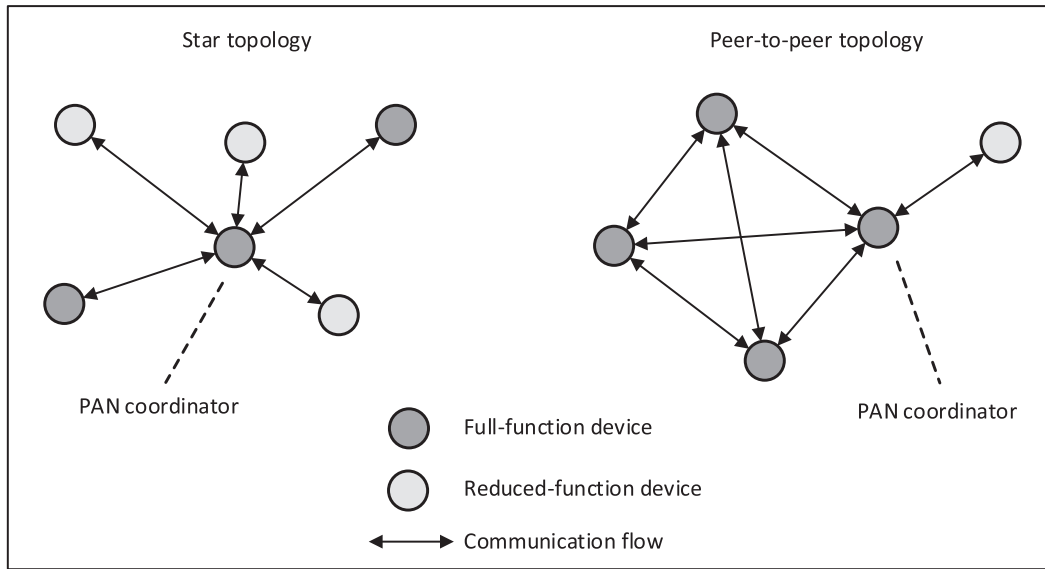 Star topology
Peer-to-peer topology
PAN coordinator
PAN coordinator
Full-function device
Reduced-function device
Communication flow